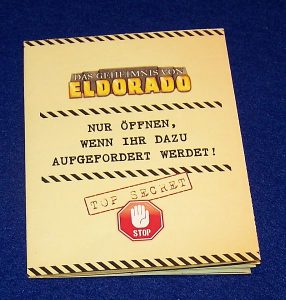 DAS GEHEIMNIS VON
ELDORADO
NUR ÖFFNEN,
WENN IHR DAZU
AUFGEFORDERT WERDET!
TOP SECRET
STOP